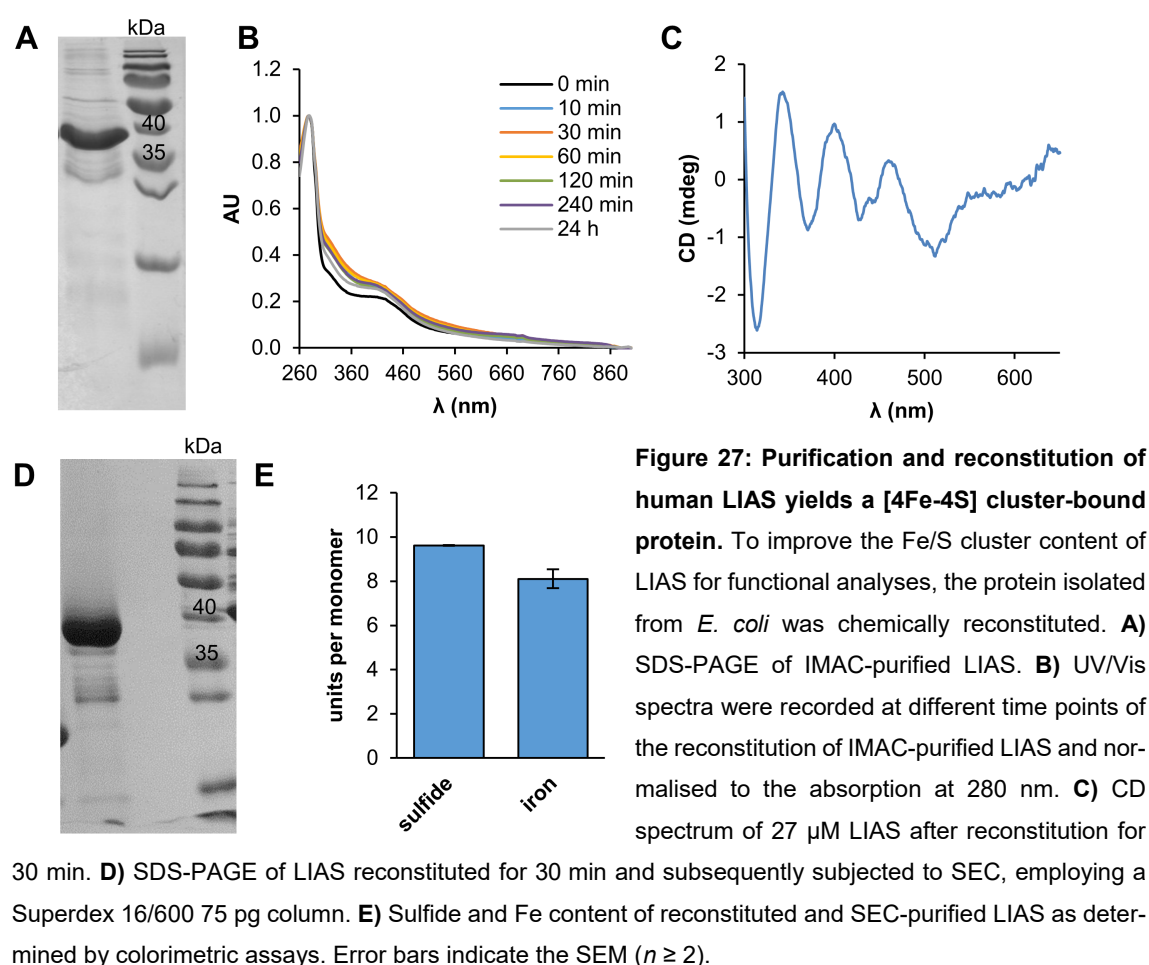 A
kDa
40
35
B
1.2
1.0
0.8
0.6
0.4
0.2
0.0
AU
260 360 460 560 660 760 860
λ (nm)
0 min
10 min
30 min
60 min
120 min
240 min
24 h
C
2
1
0
-1
-2
-3
CD (mdeg)
300 400 500 600
λ (nm)
D
kDa
40
35
E
12
10
8
6
4
2
0
units per monomer
sulfide
iron
Figure 27: Purification and reconstitution of
human LIAS yields a [4Fe-4S] cluster-bound
protein. To improve the Fe/S cluster content of
LIAS for functional analyses, the protein isolated
from E. coli was chemically reconstituted. A)
SDS-PAGE of IMAC-purified LIAS. B) UV/Vis
spectra were recorded at different time points of
the reconstitution of IMAC-purified LIAS and nor-
malised to the absorption at 280 nm. C) CD
spectrum of 27 µM LIAS after reconstitution for
30 min. D) SDS-PAGE of LIAS reconstituted for 30 min and subsequently subjected to SEC, employing a
Superdex 16/600 75 pg column. E) Sulfide and Fe content of reconstituted and SEC-purified LIAS as deter-
mined by colorimetric assays. Error bars indicate the SEM (n ≥ 2).